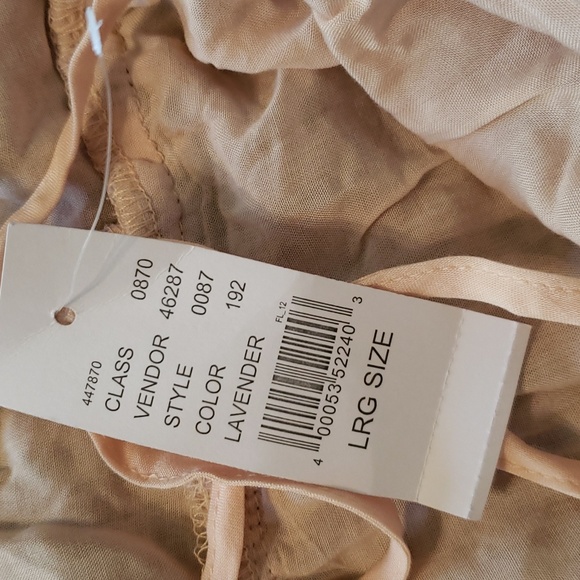 447870
CLASS 0870
VENDOR 46287
STYLE 0087
COLOR 192
LAVENDER
FL_12
4 00053 52240 3
LRG SIZE